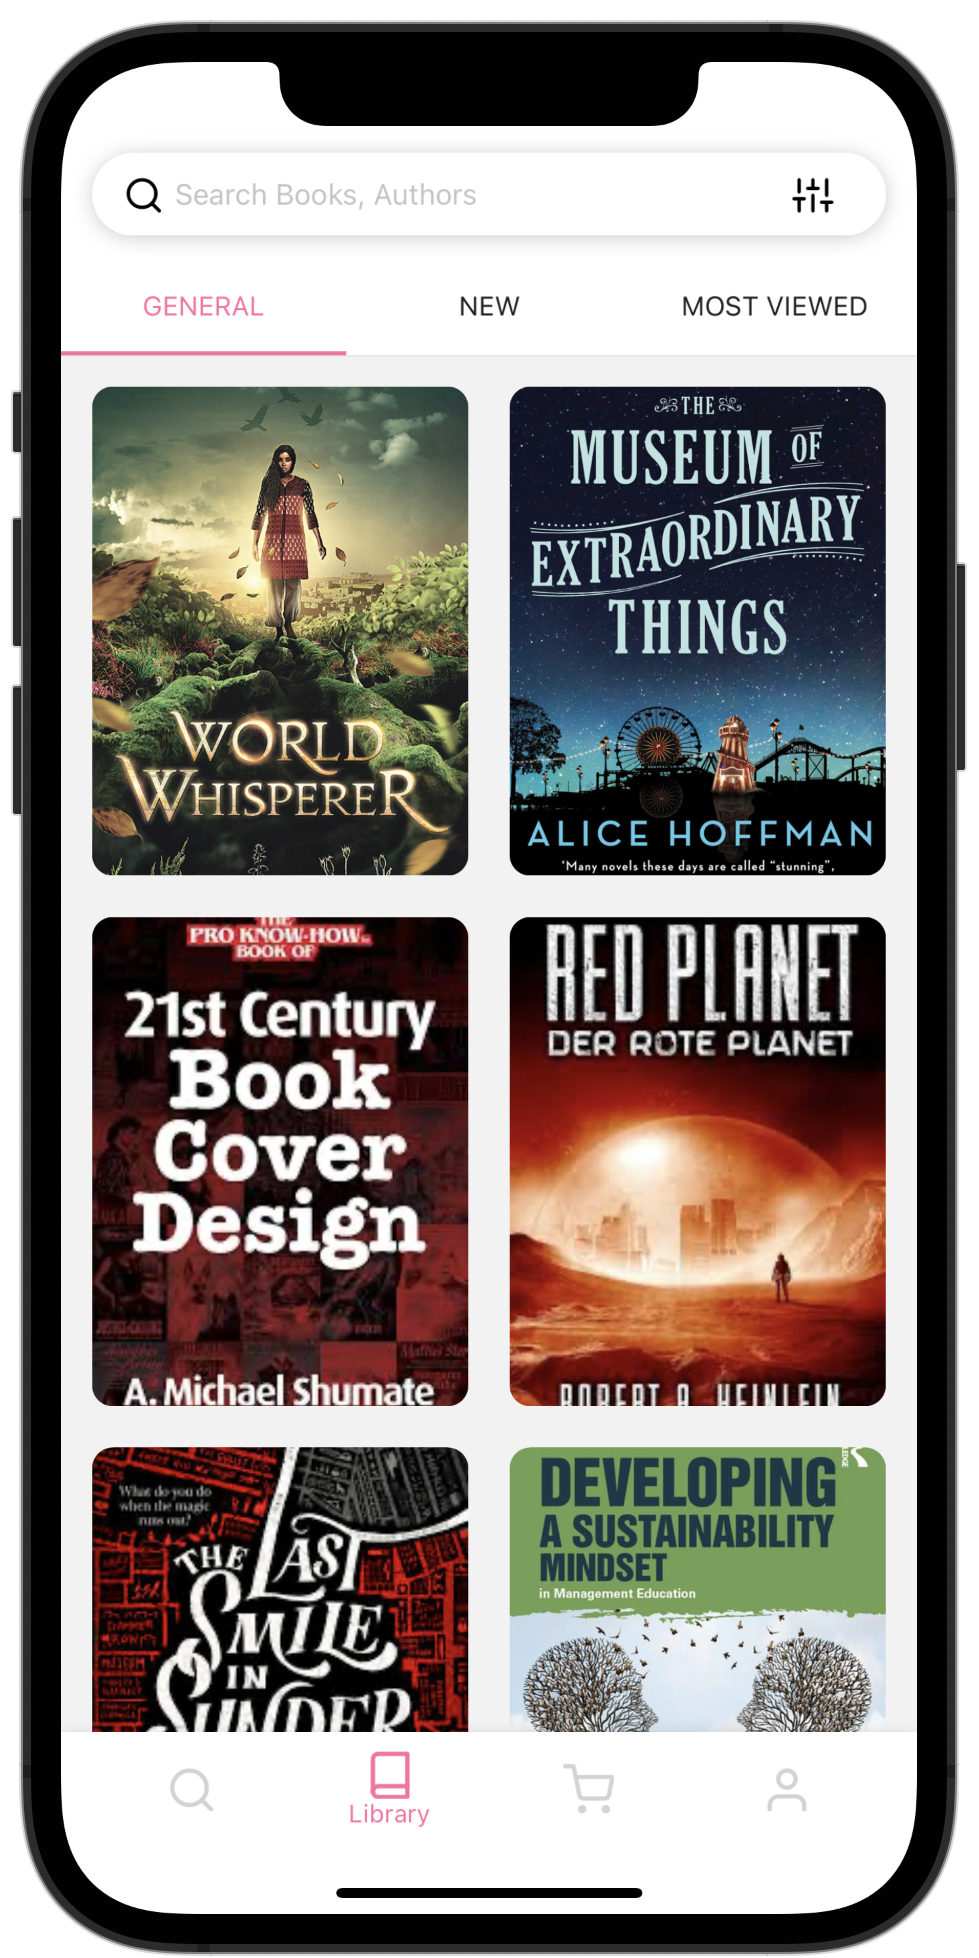 Search Books, Authors
GENERAL
NEW
MOST VIEWED
WORLD
WHISPERER
THE
MUSEUM OF
EXTRAORDINARY
THINGS
ALICE HOFFMAN
'Many novels these days are called "stunning",
THE
PRO KNOW-HOW
BOOK OF
21st Century
Book
Cover
Design
A. Michael Shumate
RED PLANET
DER ROTE PLANET
ROBERT A. HEINLEIN
What do you do
when the magic
runs out?
THE LAST
SMILE
IN
SUNDER
DEVELOPING
A SUSTAINABILITY
MINDSET
in Management Education
Library